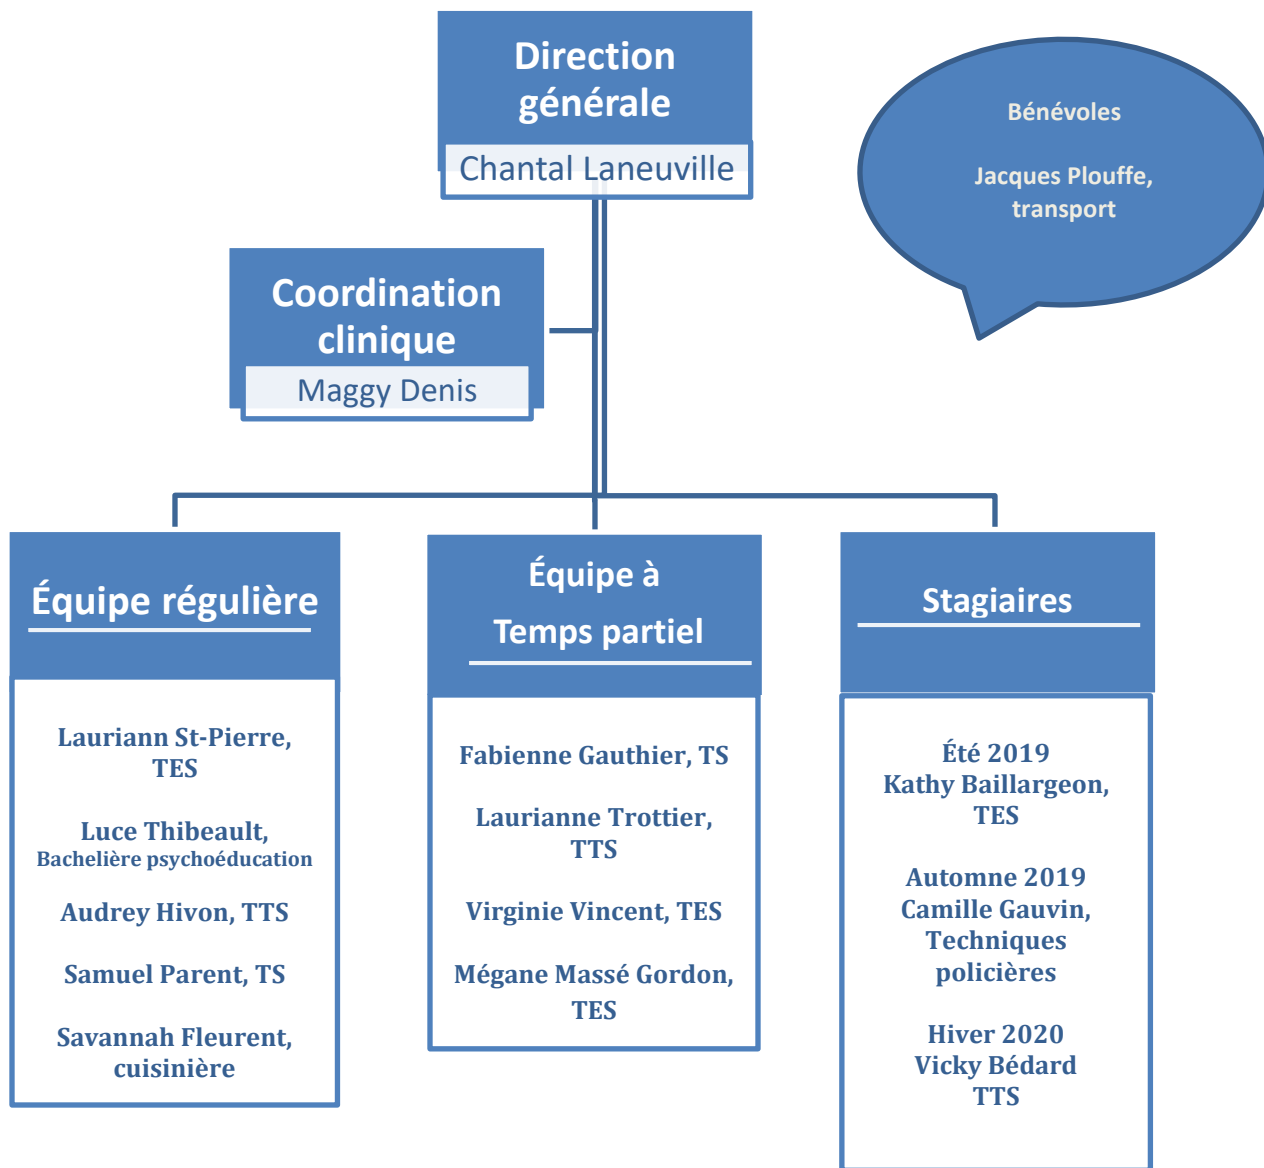 Direction
générale
Chantal Laneuville
Bénévoles
Jacques Plouffe,
transport
Coordination
clinique
Maggy Denis
Équipe régulière
Lauriann St-Pierre,
TES
Luce Thibeault,
Bachelière psychoéducation
Audrey Hivon, TTS
Samuel Parent, TS
Savannah Fleurent,
cuisinière
Équipe à
Temps partiel
Fabienne Gauthier, TS
Laurianne Trottier,
TTS
Virginie Vincent, TES
Mégane Massé Gordon,
TES
Stagiaires
Été 2019
Kathy Baillargeon,
TES
Automne 2019
Camille Gauvin,
Techniques
policières
Hiver 2020
Vicky Bédard
TTS